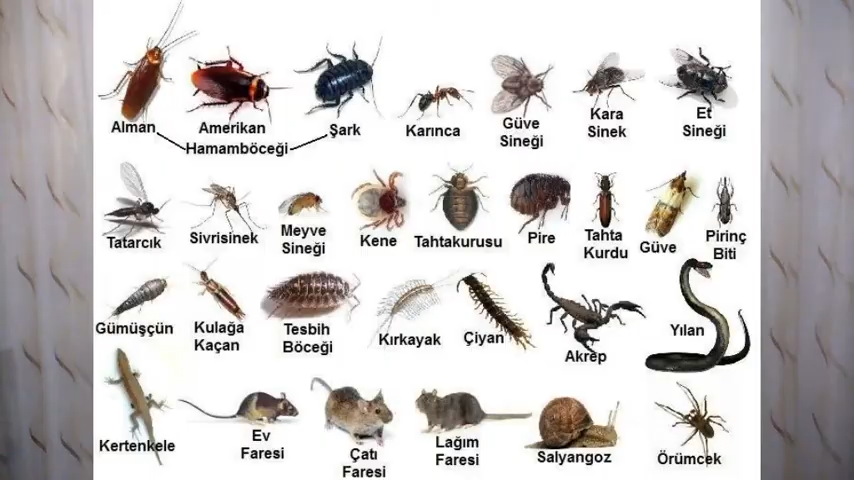 Alman
Amerikan
Hamamböceği
Şark
Karınca
Güve
Sineği
Kara
Sinek
Et
Sineği
Tatarcık
Sivrisinek
Meyve
Sineği
Kene
Tahtakurusu
Pire
Tahta
Kurdu
Güve
Pirinç
Biti
Gümüşçün
Kulağa
Kaçan
Tesbih
Böceği
Kırkayak
Çiyan
Akrep
Yılan
Kertenkele
Ev
Faresi
Çatı
Faresi
Lağım
Faresi
Salyangoz
Örümcek